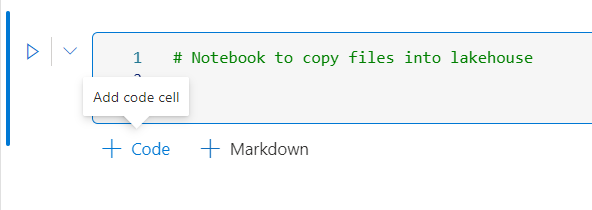 1 # Notebook to copy files into lakehouse
Add code cell
+ Code + Markdown